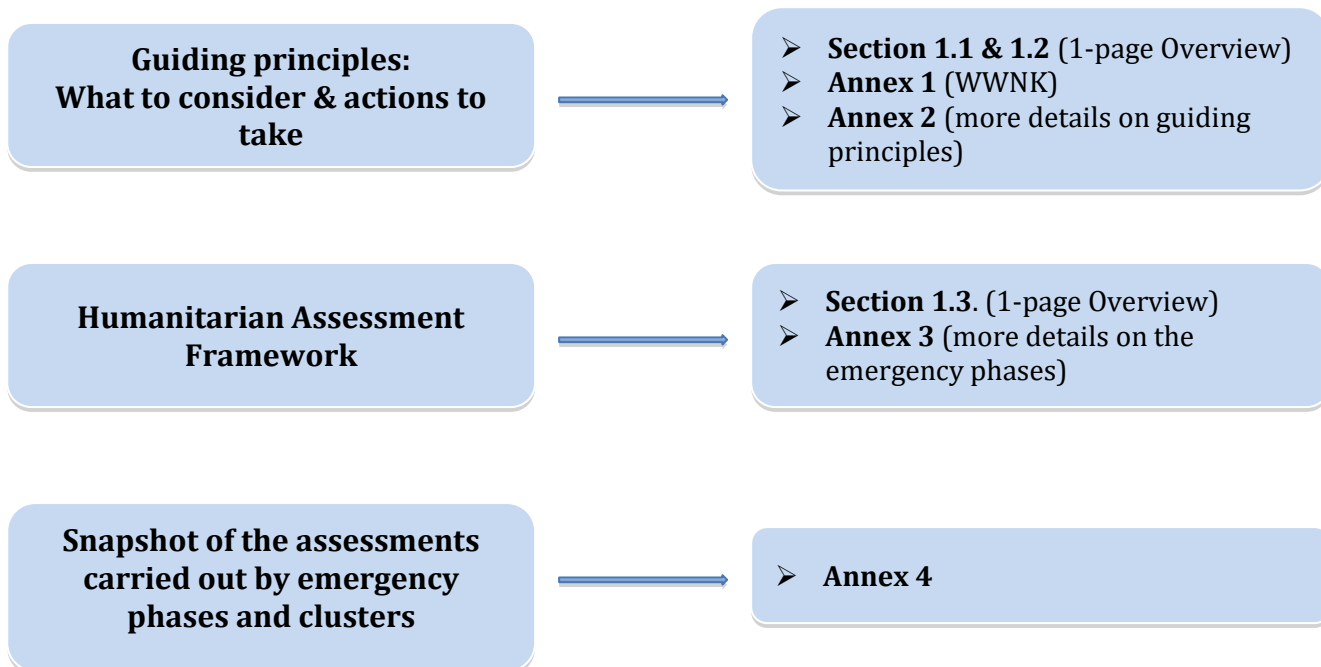 Guiding principles:
What to consider & actions to
take
➢ Section 1.1 & 1.2 (1-page Overview)
➢ Annex 1 (WWNK)
➢ Annex 2 (more details on guiding
principles)
Humanitarian Assessment
Framework
➢ Section 1.3. (1-page Overview)
➢ Annex 3 (more details on the
emergency phases)
Snapshot of the assessments
carried out by emergency
phases and clusters
➢ Annex 4